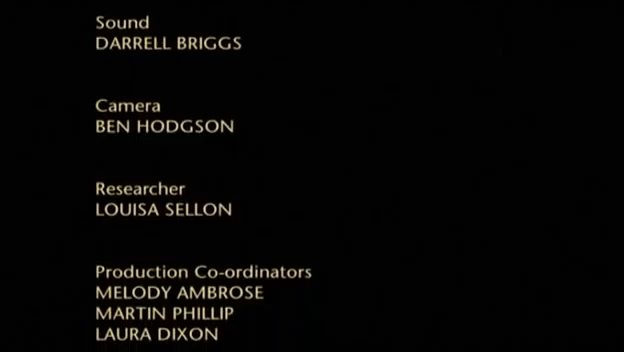 Sound
DARRELL BRIGGS
Camera
BEN HODGSON
Researcher
LOUISA SELLON
Production Co-ordinators
MELODY AMBROSE
MARTIN PHILLIP
LAURA DIXON